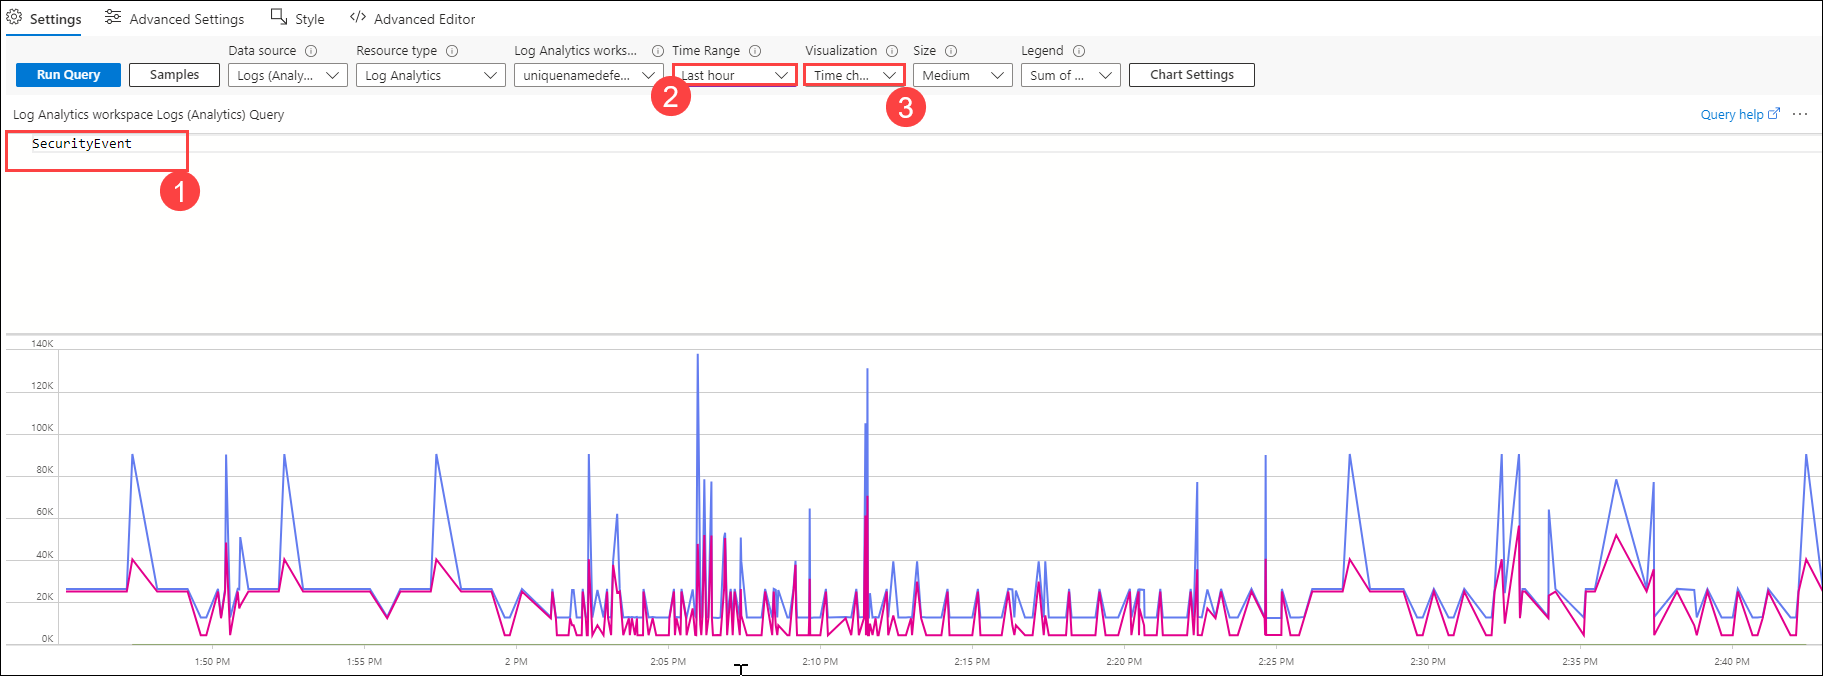 Settings Advanced Settings Style </> Advanced Editor
Data source Resource type Log Analytics works... Time Range Visualization Size Legend
Run Query Samples Logs (Analy... Log Analytics uniquenamedefe... Last hour Time ch... Medium Sum of ... Chart Settings
2
3
Log Analytics workspace Logs (Analytics) Query Query help ...
SecurityEvent
1
140K
120K
100K
80K
60K
40K
20K
0K
1:50 PM 1:55 PM 2 PM 2:05 PM 2:10 PM 2:15 PM 2:20 PM 2:25 PM 2:30 PM 2:35 PM 2:40 PM